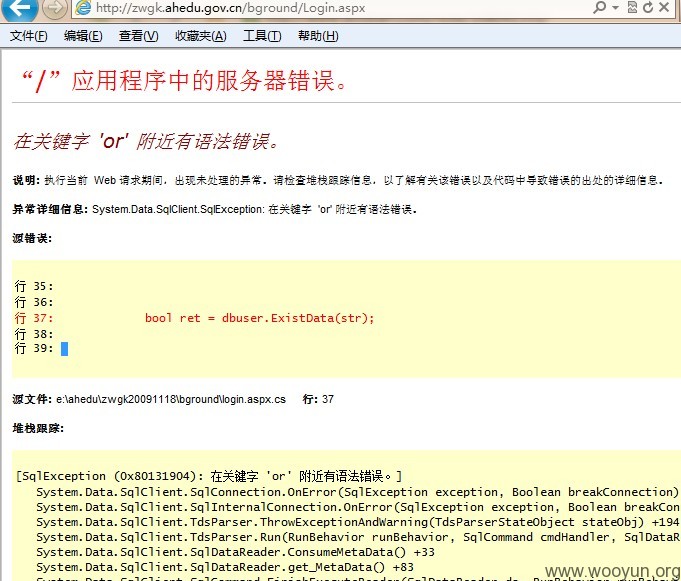 http://zwgk.ahedu.gov.cn/bground/Login.aspx
文件(F) 编辑(E) 查看(V) 收藏夹(A) 工具(T) 帮助(H)
“/”应用程序中的服务器错误。
在关键字 'or' 附近有语法错误。
说明: 执行当前 Web 请求期间，出现未处理的异常。请检查堆栈跟踪信息，以了解有关该错误以及代码中导致错误的出处的详细信息。
异常详细信息: System.Data.SqlClient.SqlException: 在关键字 'or' 附近有语法错误。
源错误:
行 35:
行 36:
行 37: bool ret = dbuser.ExistData(str);
行 38:
行 39:
源文件: e:\ahedu\zwgk20091118\bground\login.aspx.cs 行: 37
堆栈跟踪:
[SqlException (0x80131904): 在关键字 'or' 附近有语法错误。]
System.Data.SqlClient.SqlConnection.OnError(SqlException exception, Boolean breakConnection)
System.Data.SqlClient.SqlInternalConnection.OnError(SqlException exception, Boolean breakCon
System.Data.SqlClient.TdsParser.ThrowExceptionAndWarning(TdsParserStateObject stateObj) +194
System.Data.SqlClient.TdsParser.Run(RunBehavior runBehavior, SqlCommand cmdHandler, SqlDataR
System.Data.SqlClient.SqlDataReader.ConsumeMetaData() +33
System.Data.SqlClient.SqlDataReader.get_MetaData() +83
www.wooyun.org